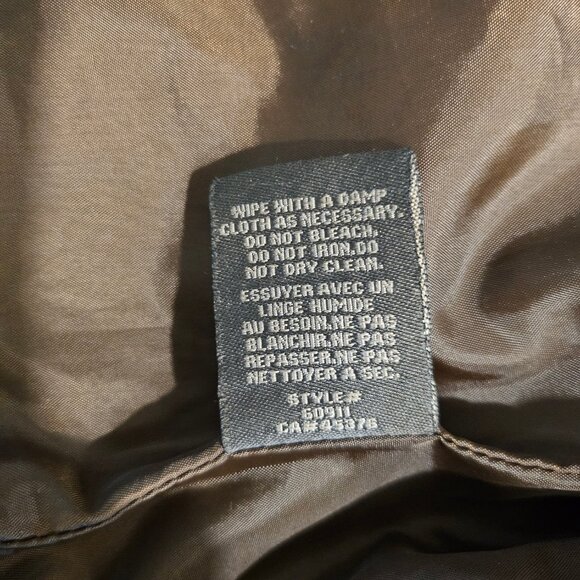 WIPE WITH A DAMP
CLOTH AS NECESSARY.
DO NOT BLEACH.
DO NOT IRON.DO
NOT DRY CLEAN.
ESSUYER AVEC UN
LINGE HUMIDE
AU BESOIN.NE PAS
BLANCHIR.NE PAS
REPASSER.NE PAS
NETTOYER A SEC.
STYLE#
60911
CA#45376